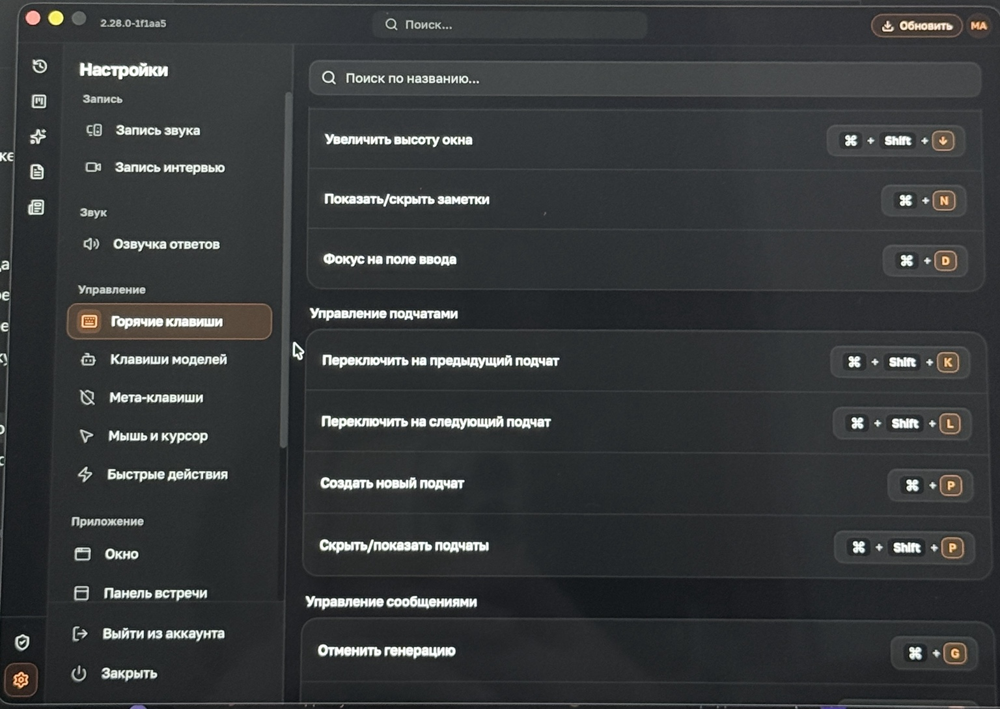 2.28.0-1f1aa5
Поиск...
Обновить
MA
Настройки
Запись
Запись звука
Запись интервью
Звук
Озвучка ответов
Управление
Горячие клавиши
Клавиши моделей
Мета-клавиши
Мышь и курсор
Быстрые действия
Приложение
Окно
Панель встречи
Выйти из аккаунта
Закрыть
Поиск по названию...
Увеличить высоту окна ⌘ + Shift + ↓
Показать/скрыть заметки ⌘ + N
Фокус на поле ввода ⌘ + D
Управление подчатами
Переключить на предыдущий подчат ⌘ + Shift + K
Переключить на следующий подчат ⌘ + Shift + L
Создать новый подчат ⌘ + P
Скрыть/показать подчаты ⌘ + Shift + P
Управление сообщениями
Отменить генерацию ⌘ + G